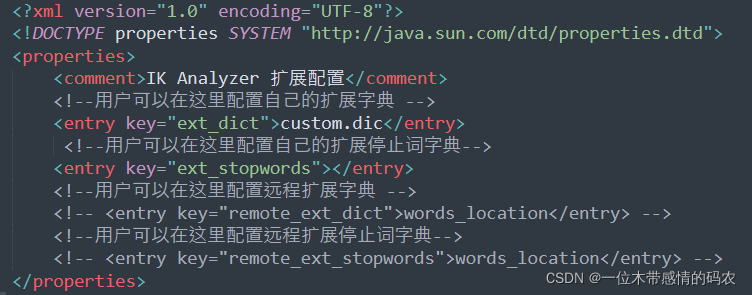 <?xml version="1.0" encoding="UTF-8"?>
<!DOCTYPE properties SYSTEM "http://java.sun.com/dtd/properties.dtd">
<properties>
    <comment>IK Analyzer 扩展配置</comment>
    <!--用户可以在这里配置自己的扩展字典 -->
    <entry key="ext_dict">custom.dic</entry>
     <!--用户可以在这里配置自己的扩展停止词字典-->
    <entry key="ext_stopwords"></entry>
    <!--用户可以在这里配置远程扩展字典 -->
    <!-- <entry key="remote_ext_dict">words_location</entry> -->
    <!--用户可以在这里配置远程扩展停止词字典-->
    <!-- <entry key="remote_ext_stopwords">words_location</entry> -->
</properties>
CSDN @一位木带感情的码农